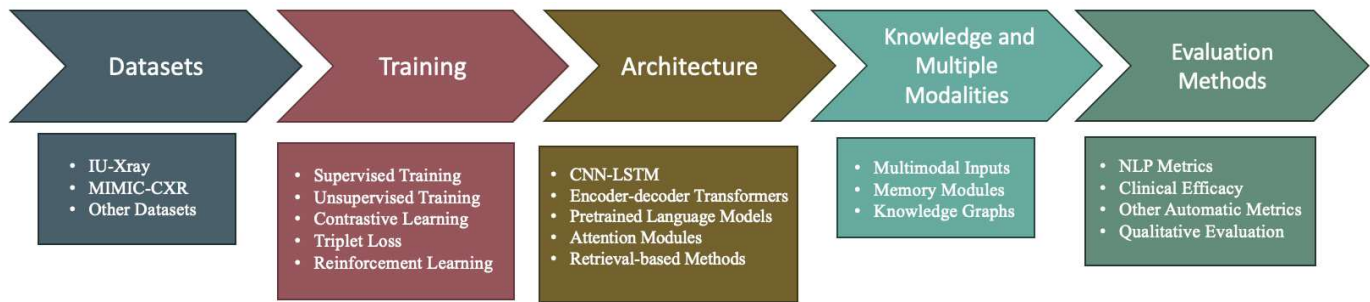 Datasets
Training
Architecture
Knowledge and
Multiple
Modalities
Evaluation
Methods
• IU-Xray
• MIMIC-CXR
• Other Datasets
• Supervised Training
• Unsupervised Training
• Contrastive Learning
• Triplet Loss
• Reinforcement Learning
• CNN-LSTM
• Encoder-decoder Transformers
• Pretrained Language Models
• Attention Modules
• Retrieval-based Methods
• Multimodal Inputs
• Memory Modules
• Knowledge Graphs
• NLP Metrics
• Clinical Efficacy
• Other Automatic Metrics
• Qualitative Evaluation